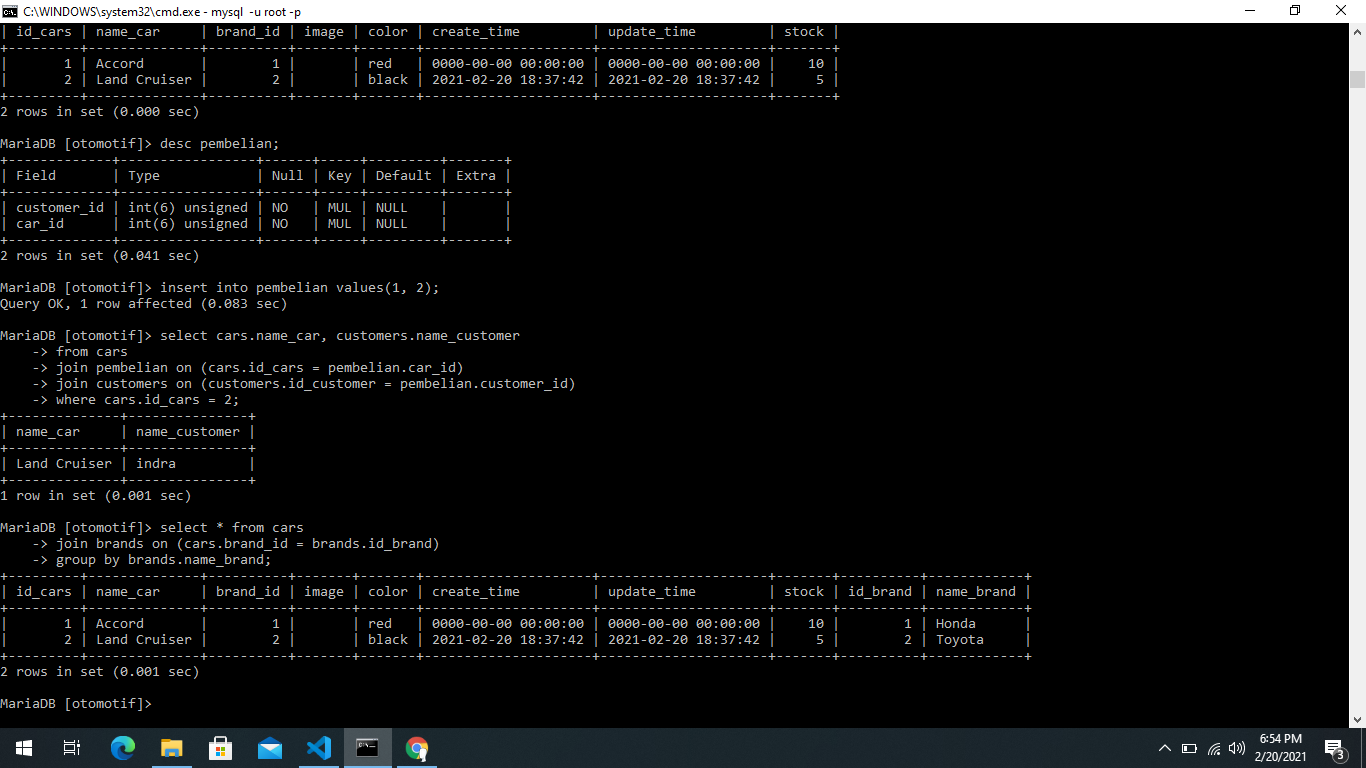 C:\WINDOWS\system32\cmd.exe - mysql  -u root -p
| id_cars | name_car     | brand_id | image | color | create_time         | update_time         | stock |
+---------+--------------+----------+-------+-------+---------------------+---------------------+-------+
|       1 | Accord       |        1 |       | red   | 0000-00-00 00:00:00 | 0000-00-00 00:00:00 |    10 |
|       2 | Land Cruiser |        2 |       | black | 2021-02-20 18:37:42 | 2021-02-20 18:37:42 |     5 |
+---------+--------------+----------+-------+-------+---------------------+---------------------+-------+
2 rows in set (0.000 sec)
MariaDB [otomotif]> desc pembelian;
+-------------+-----------------+------+-----+---------+-------+
| Field       | Type            | Null | Key | Default | Extra |
+-------------+-----------------+------+-----+---------+-------+
| customer_id | int(6) unsigned | NO   | MUL | NULL    |       |
| car_id      | int(6) unsigned | NO   | MUL | NULL    |       |
+-------------+-----------------+------+-----+---------+-------+
2 rows in set (0.041 sec)
MariaDB [otomotif]> insert into pembelian values(1, 2);
Query OK, 1 row affected (0.083 sec)
MariaDB [otomotif]> select cars.name_car, customers.name_customer
    -> from cars
    -> join pembelian on (cars.id_cars = pembelian.car_id)
    -> join customers on (customers.id_customer = pembelian.customer_id)
    -> where cars.id_cars = 2;
+--------------+---------------+
| name_car     | name_customer |
+--------------+---------------+
| Land Cruiser | indra         |
+--------------+---------------+
1 row in set (0.001 sec)
MariaDB [otomotif]> select * from cars
    -> join brands on (cars.brand_id = brands.id_brand)
    -> group by brands.name_brand;
+---------+--------------+----------+-------+-------+---------------------+---------------------+-------+----------+------------+
| id_cars | name_car     | brand_id | image | color | create_time         | update_time         | stock | id_brand | name_brand |
+---------+--------------+----------+-------+-------+---------------------+---------------------+-------+----------+------------+
|       1 | Accord       |        1 |       | red   | 0000-00-00 00:00:00 | 0000-00-00 00:00:00 |    10 |        1 | Honda      |
|       2 | Land Cruiser |        2 |       | black | 2021-02-20 18:37:42 | 2021-02-20 18:37:42 |     5 |        2 | Toyota     |
+---------+--------------+----------+-------+-------+---------------------+---------------------+-------+----------+------------+
2 rows in set (0.001 sec)
MariaDB [otomotif]>
6:54 PM
2/20/2021
3